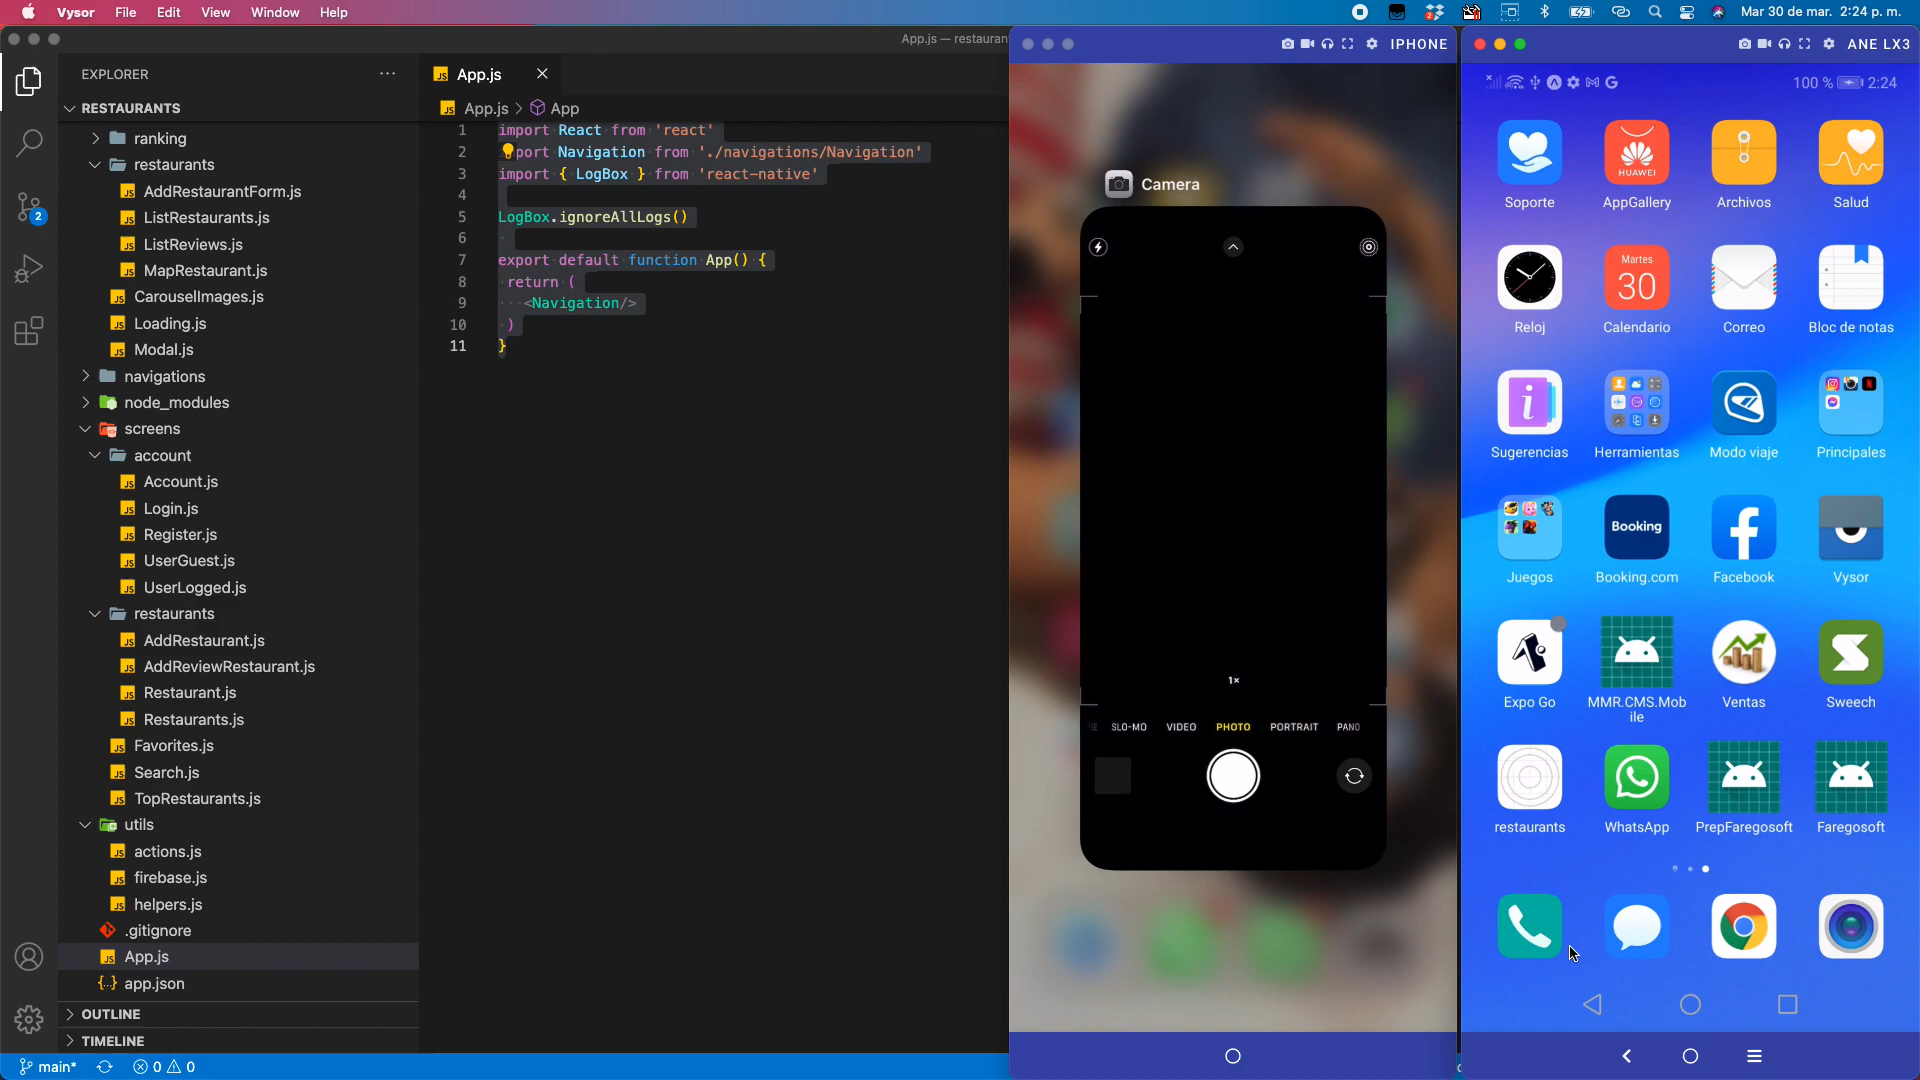 Vysor File Edit View Window Help
Mar 30 de mar. 2:24 p. m.
App.js — restauran
EXPLORER
RESTAURANTS
ranking
restaurants
AddRestaurantForm.js
ListRestaurants.js
ListReviews.js
MapRestaurant.js
CarouselImages.js
Loading.js
Modal.js
navigations
node_modules
screens
account
Account.js
Login.js
Register.js
UserGuest.js
UserLogged.js
restaurants
AddRestaurant.js
AddReviewRestaurant.js
Restaurant.js
Restaurants.js
Favorites.js
Search.js
TopRestaurants.js
utils
actions.js
firebase.js
helpers.js
.gitignore
App.js
app.json
OUTLINE
TIMELINE
2
main* 0 0
App.js
App.js > App
1 import React from 'react'
2 port Navigation from './navigations/Navigation'
3 import { LogBox } from 'react-native'
4
5 LogBox.ignoreAllLogs()
6
7 export default function App() {
8 return (
9 <Navigation/>
10 )
11 }
IPHONE
Camera
1×
SLO-MO VIDEO PHOTO PORTRAIT PANO
ANE LX3
100 % 2:24
HUAWEI
Soporte AppGallery Archivos Salud
Martes
30
Reloj Calendario Correo Bloc de notas
Sugerencias Herramientas Modo viaje Principales
Booking
Juegos Booking.com Facebook Vysor
Expo Go MMR.CMS.Mob
ile Ventas Sweech
restaurants WhatsApp PrepFaregosoft Faregosoft